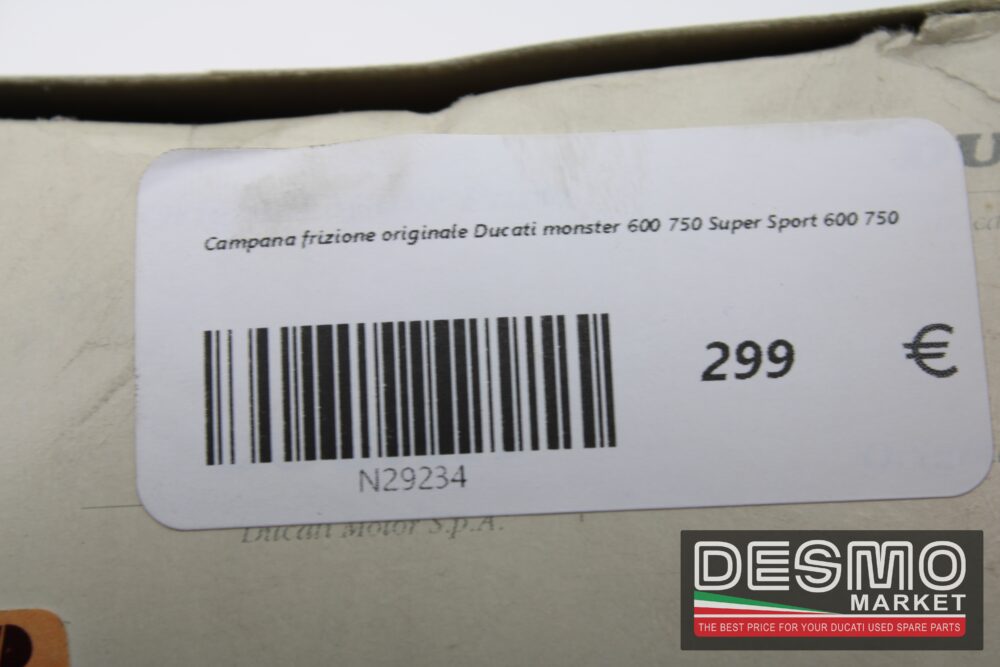 Campana frizione originale Ducati monster 600 750 Super Sport 600 750
299 €
N29234
Ducati Motor S.p.A.
DESMO
MARKET
THE BEST PRICE FOR YOUR DUCATI USED SPARE PARTS